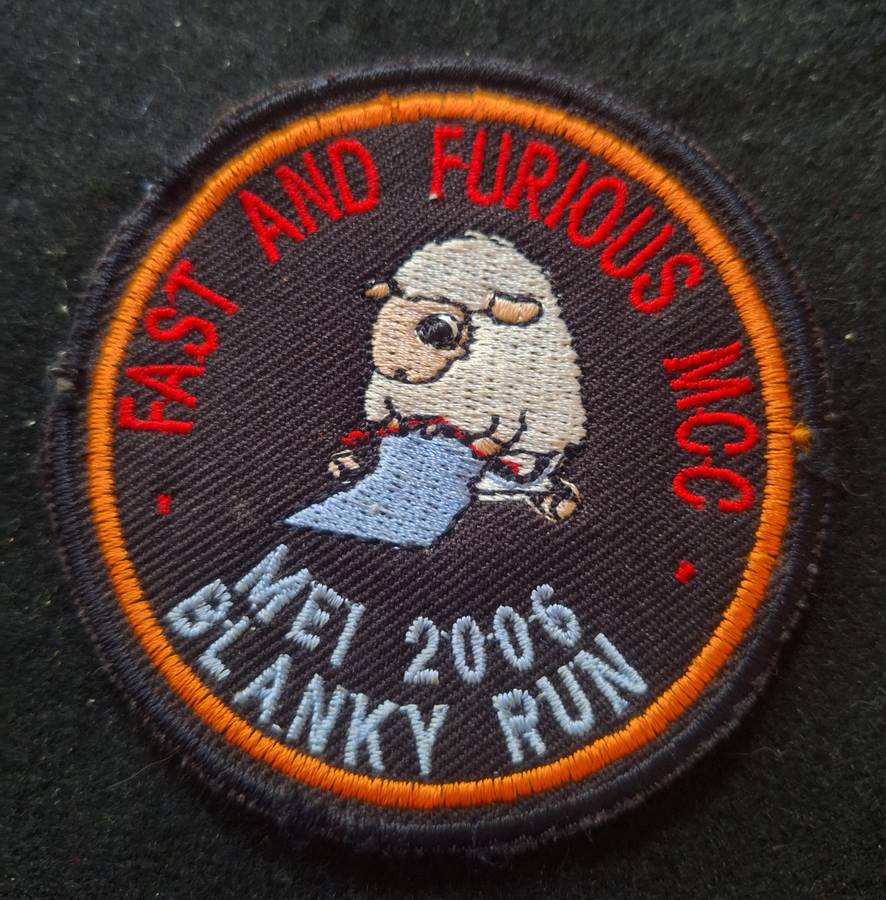 FAST AND FURIOUS MCC
MEI 2006
BLANKY RUN